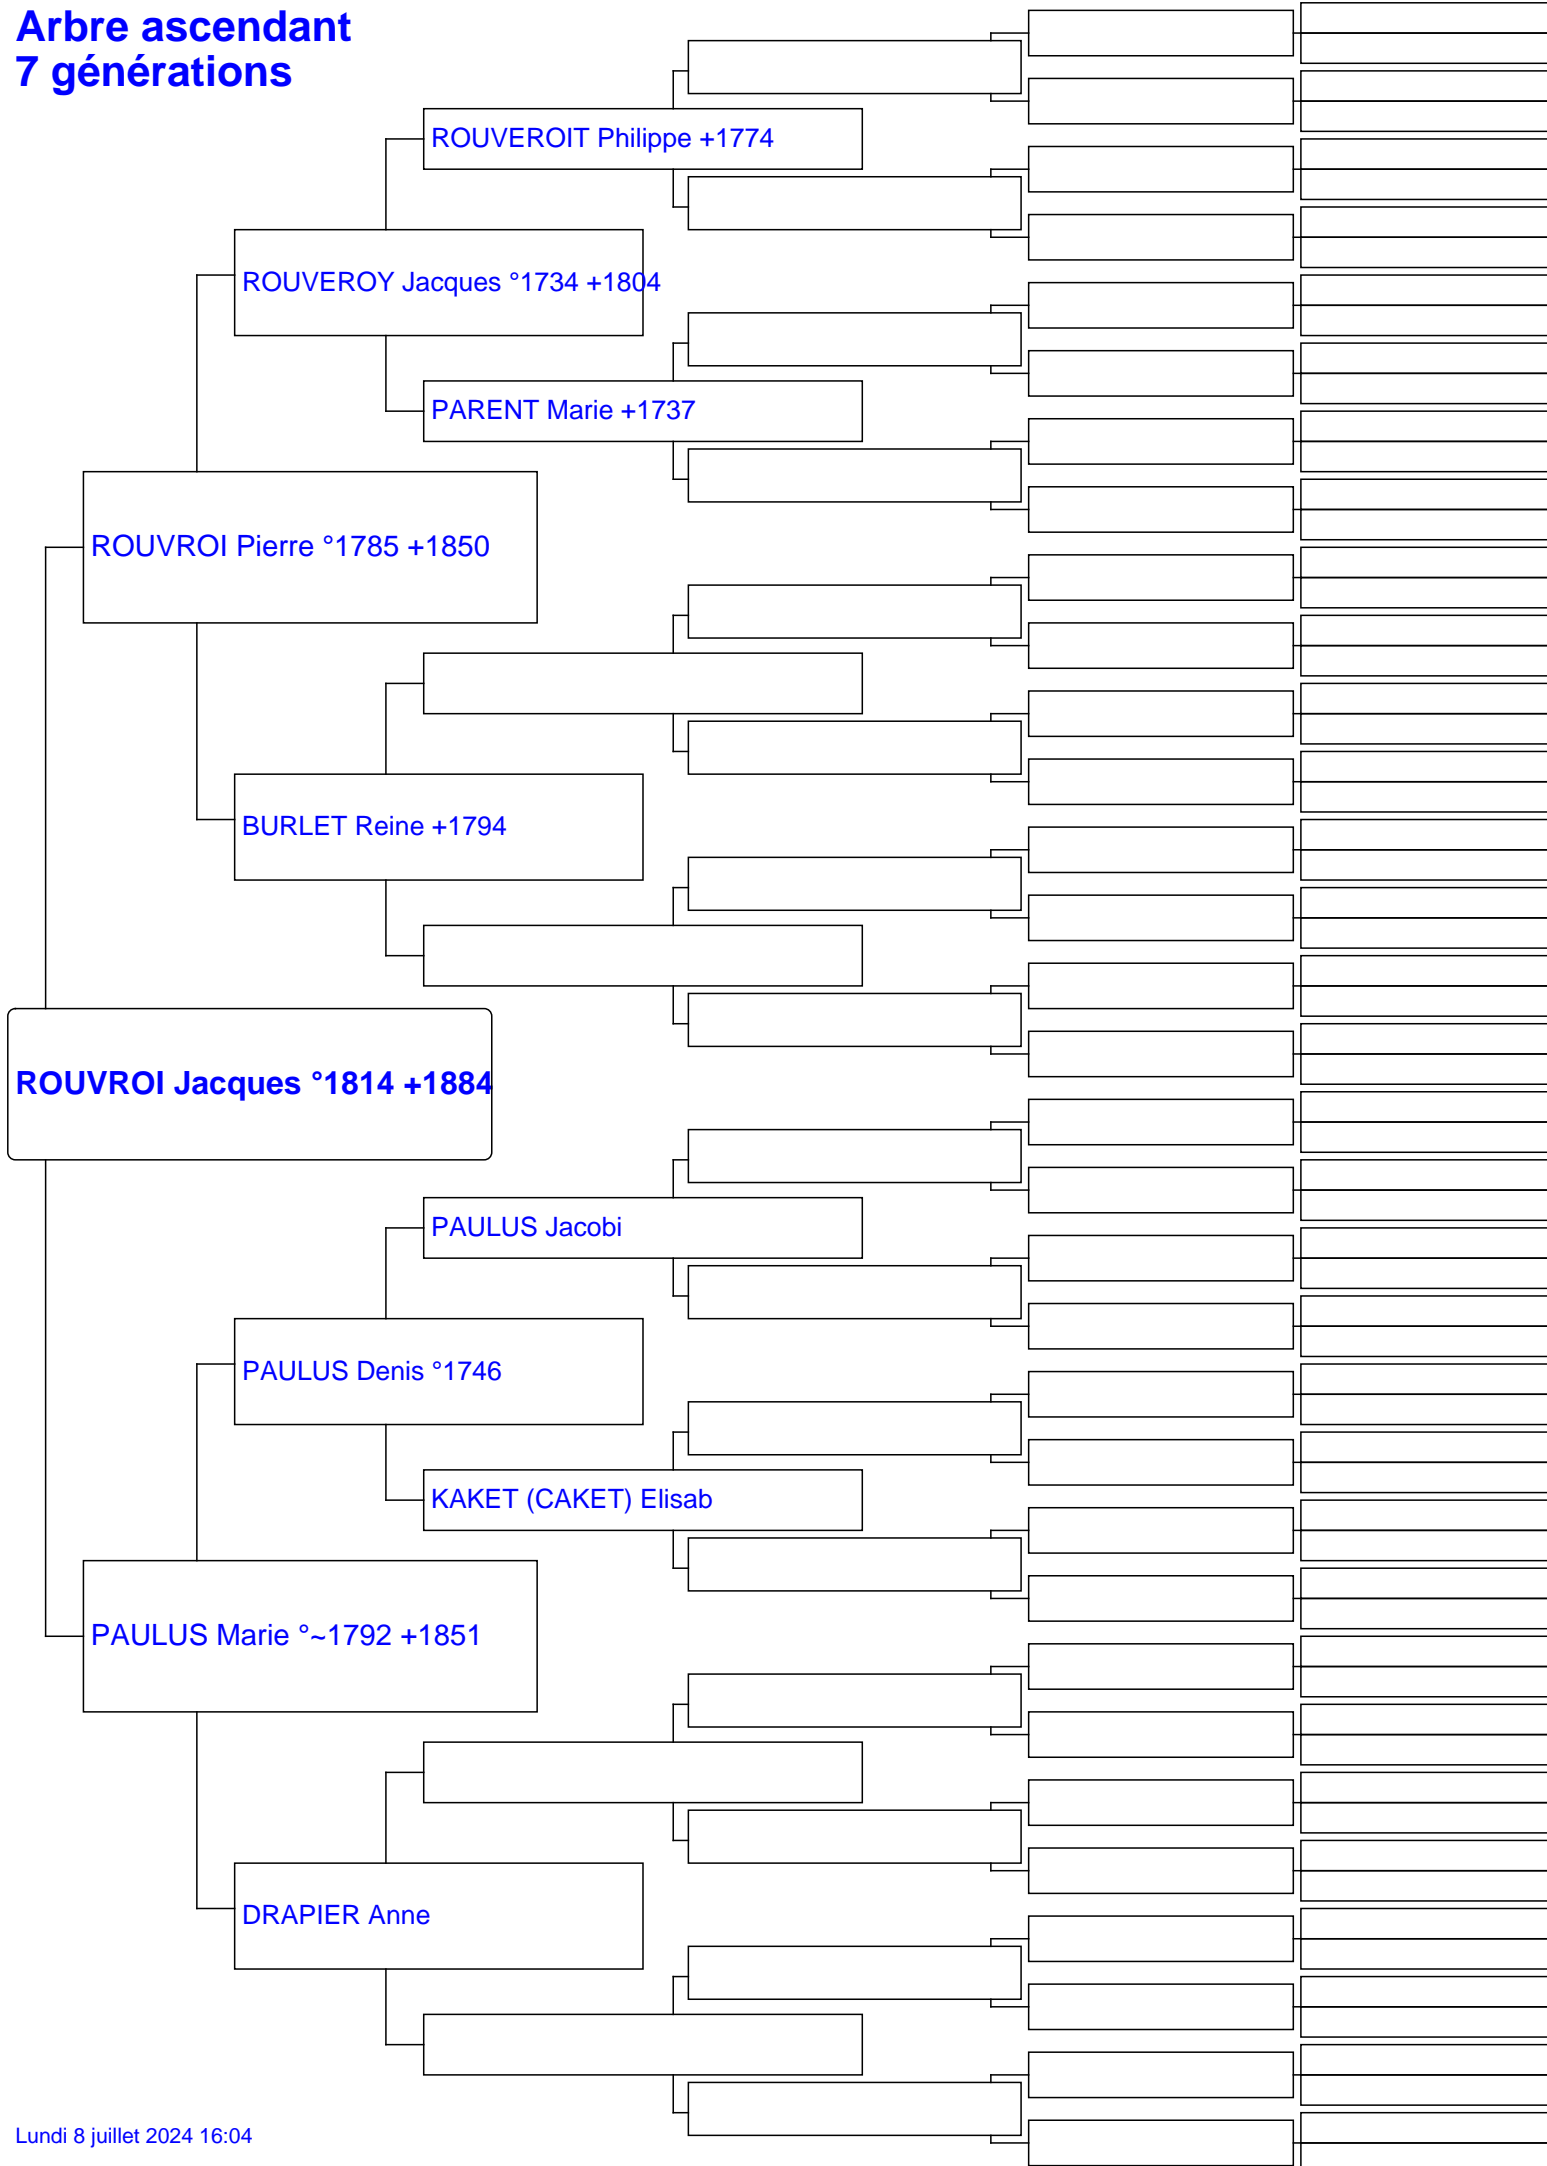 Arbre ascendant
7 générations
ROUVEROIT Philippe +1774
ROUVEROY Jacques °1734 +1804
PARENT Marie +1737
ROUVROI Pierre °1785 +1850
BURLET Reine +1794
ROUVROI Jacques °1814 +1884
PAULUS Jacobi
PAULUS Denis °1746
KAKET (CAKET) Elisab
PAULUS Marie °~1792 +1851
DRAPIER Anne
Lundi 8 juillet 2024 16:04